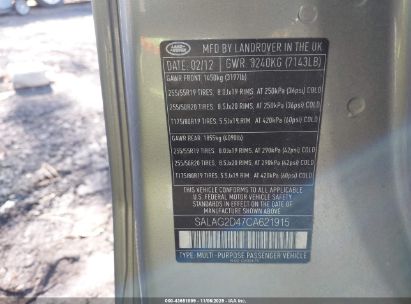 LAND ROVER
MFD BY LANDROVER IN THE UK
DATE: 02/12 GWR. 3240KG (7143LB)
GAWR FRONT: 1450kg (3197lb)
255/55R19 TIRES, 8.0Jx19 RIMS, AT 250kPa (36psi) COLD
255/50R20 TIRES, 8.5Jx20 RIMS, AT 250kPa (36psi) COLD
T175/80R19 TIRES, 5.5Jx19 RIMS, AT 420kPa (60psi) COLD
GAWR REAR: 1855kg (4090lb)
255/55R19 TIRES, 8.0Jx19 RIMS, AT 290kPa (42psi) COLD
255/50R20 TIRES, 8.5Jx20 RIMS, AT 290kPa (42psi) COLD
T175/80R19 TIRES, 5.5Jx19 RIMS, AT 420kPa (60psi) COLD
THIS VEHICLE CONFORMS TO ALL APPLICABLE
U.S. FEDERAL MOTOR VEHICLE SAFETY
STANDARDS IN EFFECT ON THE DATE OF
MANUFACTURE SHOWN ABOVE
SALAG2D47CA621915
TYPE: MULTI-PURPOSE PASSENGER VEHICLE